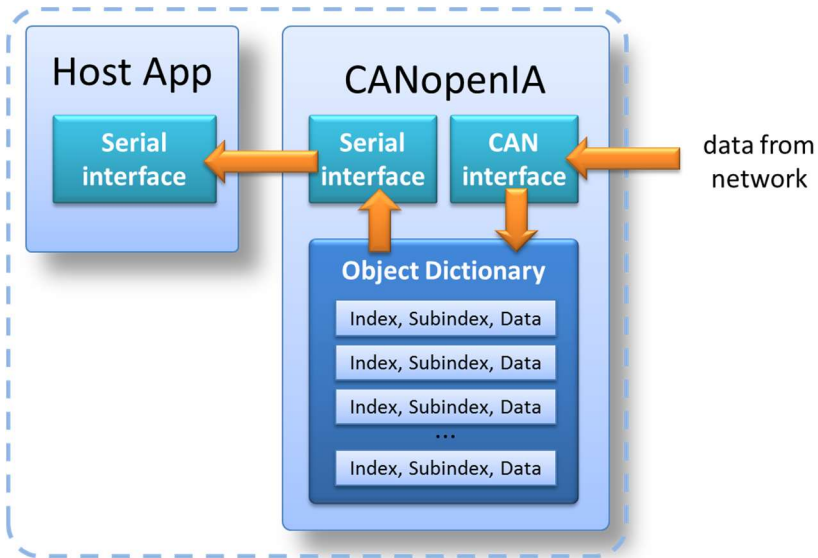 Host App
Serial
interface
CANopenIA
Serial
interface
CAN
interface
data from
network
Object Dictionary
Index, Subindex, Data
Index, Subindex, Data
Index, Subindex, Data
...
Index, Subindex, Data